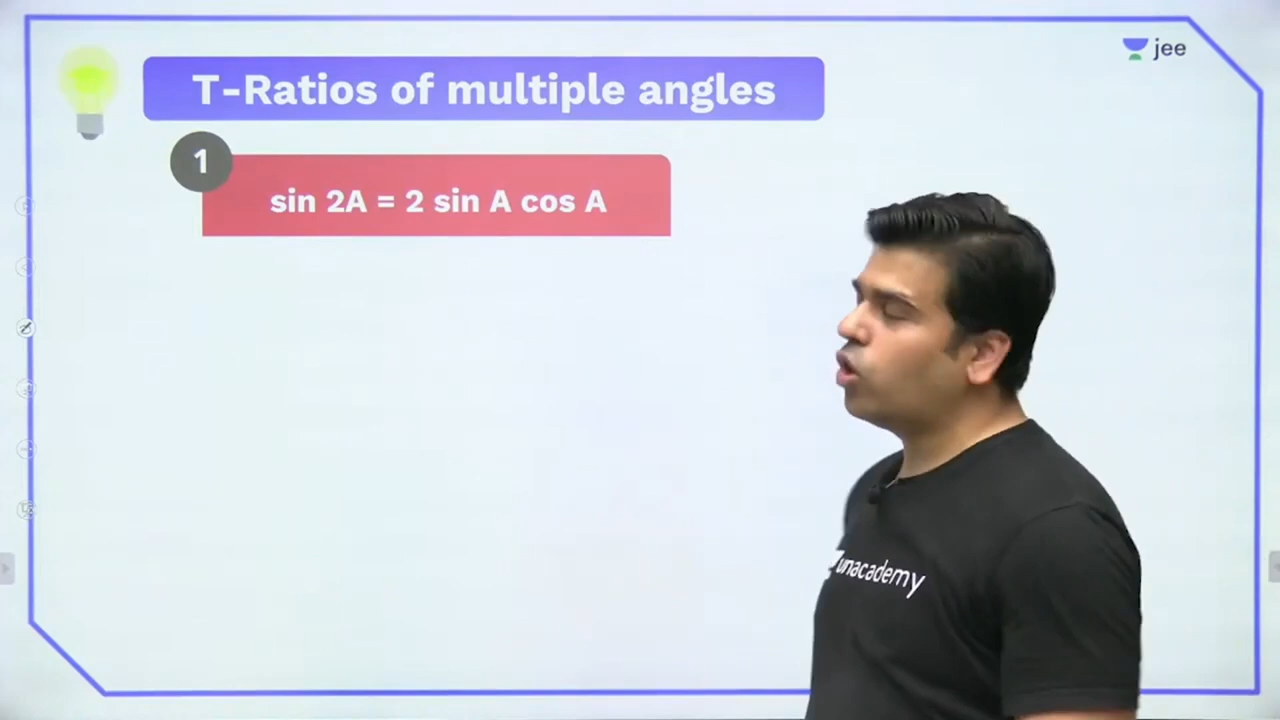 jee
T-Ratios of multiple angles
1
sin 2A = 2 sin A cos A
unacademy